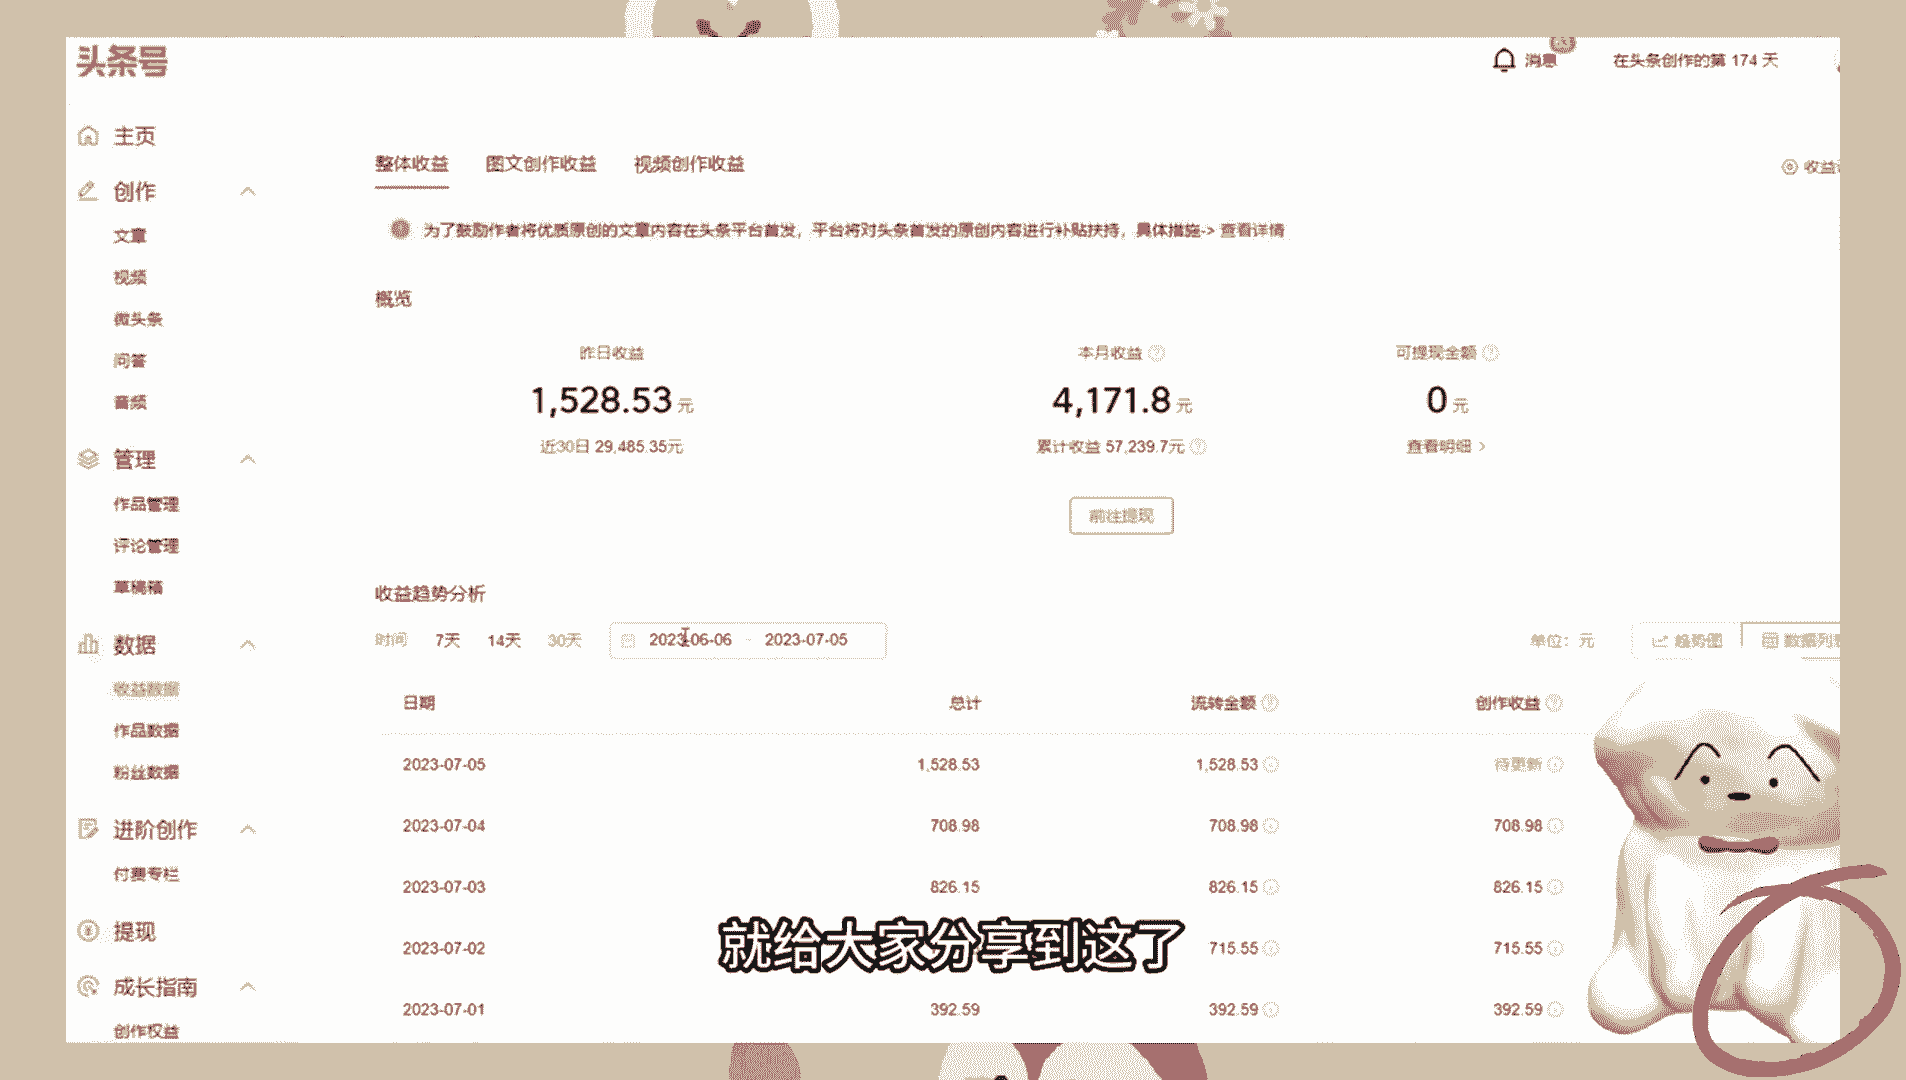 头条号
消息
在头条创作的第 174 天
主页
创作
文章
视频
微头条
问答
音频
管理
作品管理
评论管理
草稿箱
数据
收益数据
作品数据
粉丝数据
进阶创作
付费专栏
提现
成长指南
创作权益
整体收益 图文创作收益 视频创作收益
收益
为了鼓励作者将优质原创的文章内容在头条平台首发，平台将对头条首发的原创内容进行补贴扶持，具体措施-> 查看详情
概览
昨日收益 本月收益 可提现金额
1,528.53 元 4,171.8 元 0 元
近30日 29,485.35元 累计收益 57,239.7元 查看明细 >
前往提现
收益趋势分析
时间 7天 14天 30天 2023-06-06 - 2023-07-05 单位：元 趋势图 数据列表
日期 总计 流转金额 创作收益
2023-07-05 1,528.53 1,528.53 待更新
2023-07-04 708.98 708.98 708.98
2023-07-03 826.15 826.15 826.15
2023-07-02 715.55 715.55
2023-07-01 392.59 392.59 392.59
就给大家分享到这了